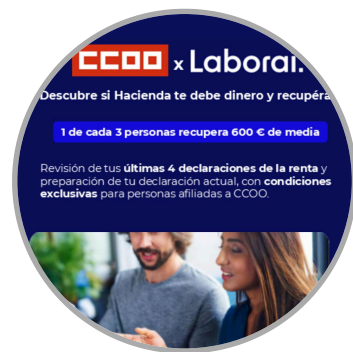 CCOO x Laboral.
Descubre si Hacienda te debe dinero y recupéra
1 de cada 3 personas recupera 600 € de media
Revisión de tus últimas 4 declaraciones de la renta y
preparación de tu declaración actual, con condiciones
exclusivas para personas afiliadas a CCOO.